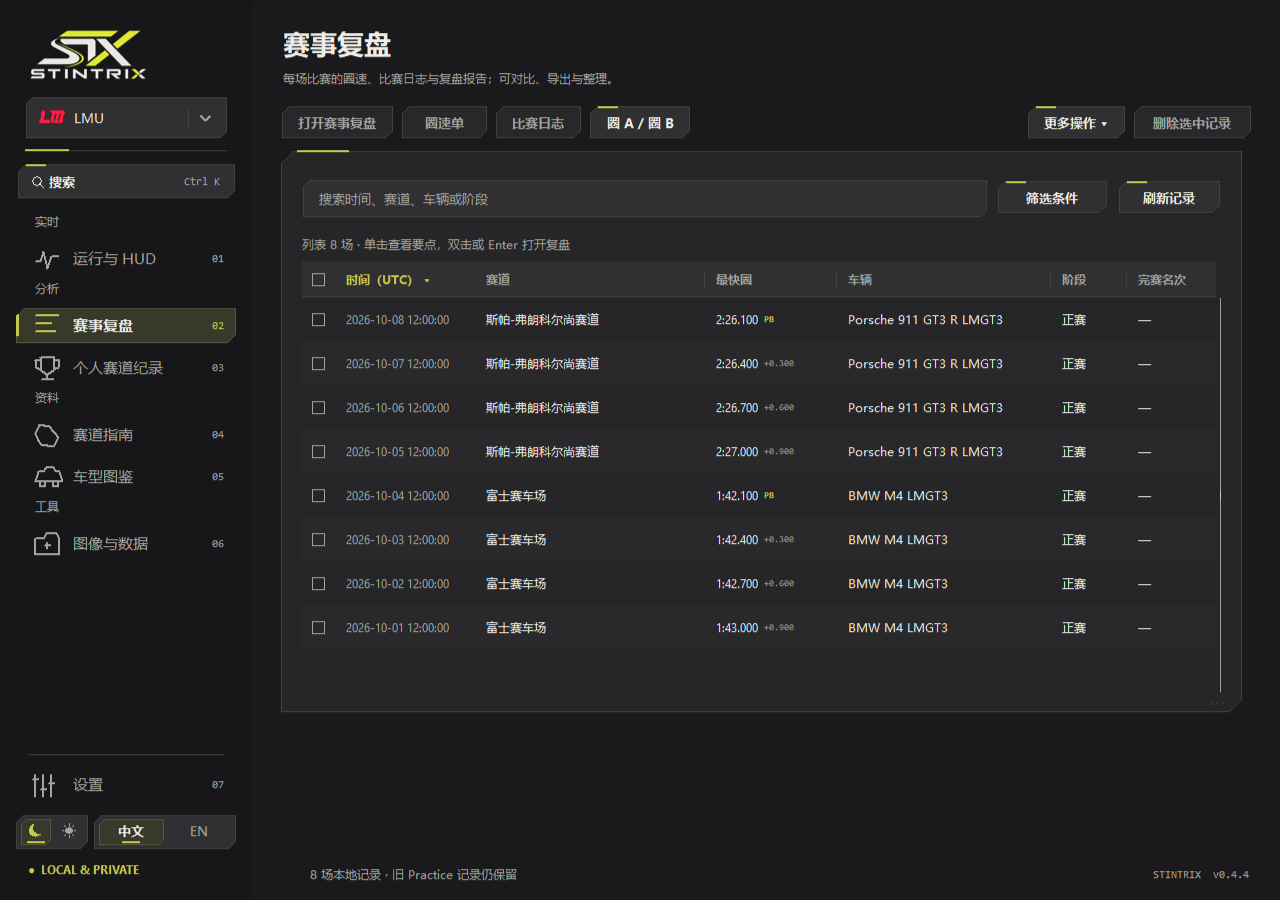 STX
STINTRIX
LMU
搜索 Ctrl K
实时
运行与 HUD 01
分析
赛事复盘 02
个人赛道纪录 03
资料
赛道指南 04
车型图鉴 05
工具
图像与数据 06
设置 07
中文 EN
LOCAL & PRIVATE
赛事复盘
每场比赛的圈速、比赛日志与复盘报告；可对比、导出与整理。
打开赛事复盘 圈速单 比赛日志 圈 A / 圈 B 更多操作 ▾ 删除选中记录
搜索时间、赛道、车辆或阶段 筛选条件 刷新记录
列表 8 场 · 单击查看要点，双击或 Enter 打开复盘
时间（UTC） 赛道 最快圈 车辆 阶段 完赛名次
2026-10-08 12:00:00 斯帕-弗朗科尔尚赛道 2:26.100 PB Porsche 911 GT3 R LMGT3 正赛 —
2026-10-07 12:00:00 斯帕-弗朗科尔尚赛道 2:26.400 +0.300 Porsche 911 GT3 R LMGT3 正赛 —
2026-10-06 12:00:00 斯帕-弗朗科尔尚赛道 2:26.700 +0.600 Porsche 911 GT3 R LMGT3 正赛 —
2026-10-05 12:00:00 斯帕-弗朗科尔尚赛道 2:27.000 +0.900 Porsche 911 GT3 R LMGT3 正赛 —
2026-10-04 12:00:00 富士赛车场 1:42.100 PB BMW M4 LMGT3 正赛 —
2026-10-03 12:00:00 富士赛车场 1:42.400 +0.300 BMW M4 LMGT3 正赛 —
2026-10-02 12:00:00 富士赛车场 1:42.700 +0.600 BMW M4 LMGT3 正赛 —
2026-10-01 12:00:00 富士赛车场 1:43.000 +0.900 BMW M4 LMGT3 正赛 —
8 场本地记录 · 旧 Practice 记录仍保留 STINTRIX v0.4.4